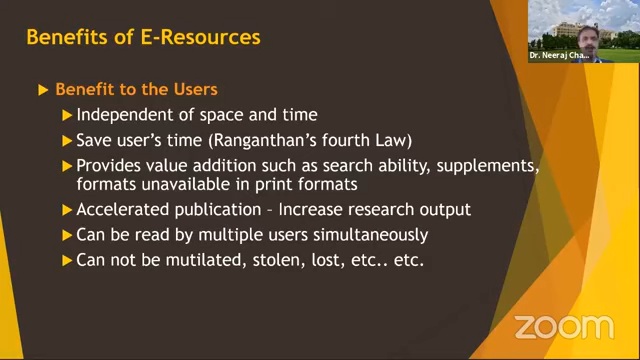 Benefits of E-Resources
Dr. Neeraj Cha...
Benefit to the Users
Independent of space and time
Save user's time (Ranganthan's fourth Law)
Provides value addition such as search ability, supplements,
formats unavailable in print formats
Accelerated publication – Increase research output
Can be read by multiple users simultaneously
Can not be mutilated, stolen, lost, etc.. etc.
zoom